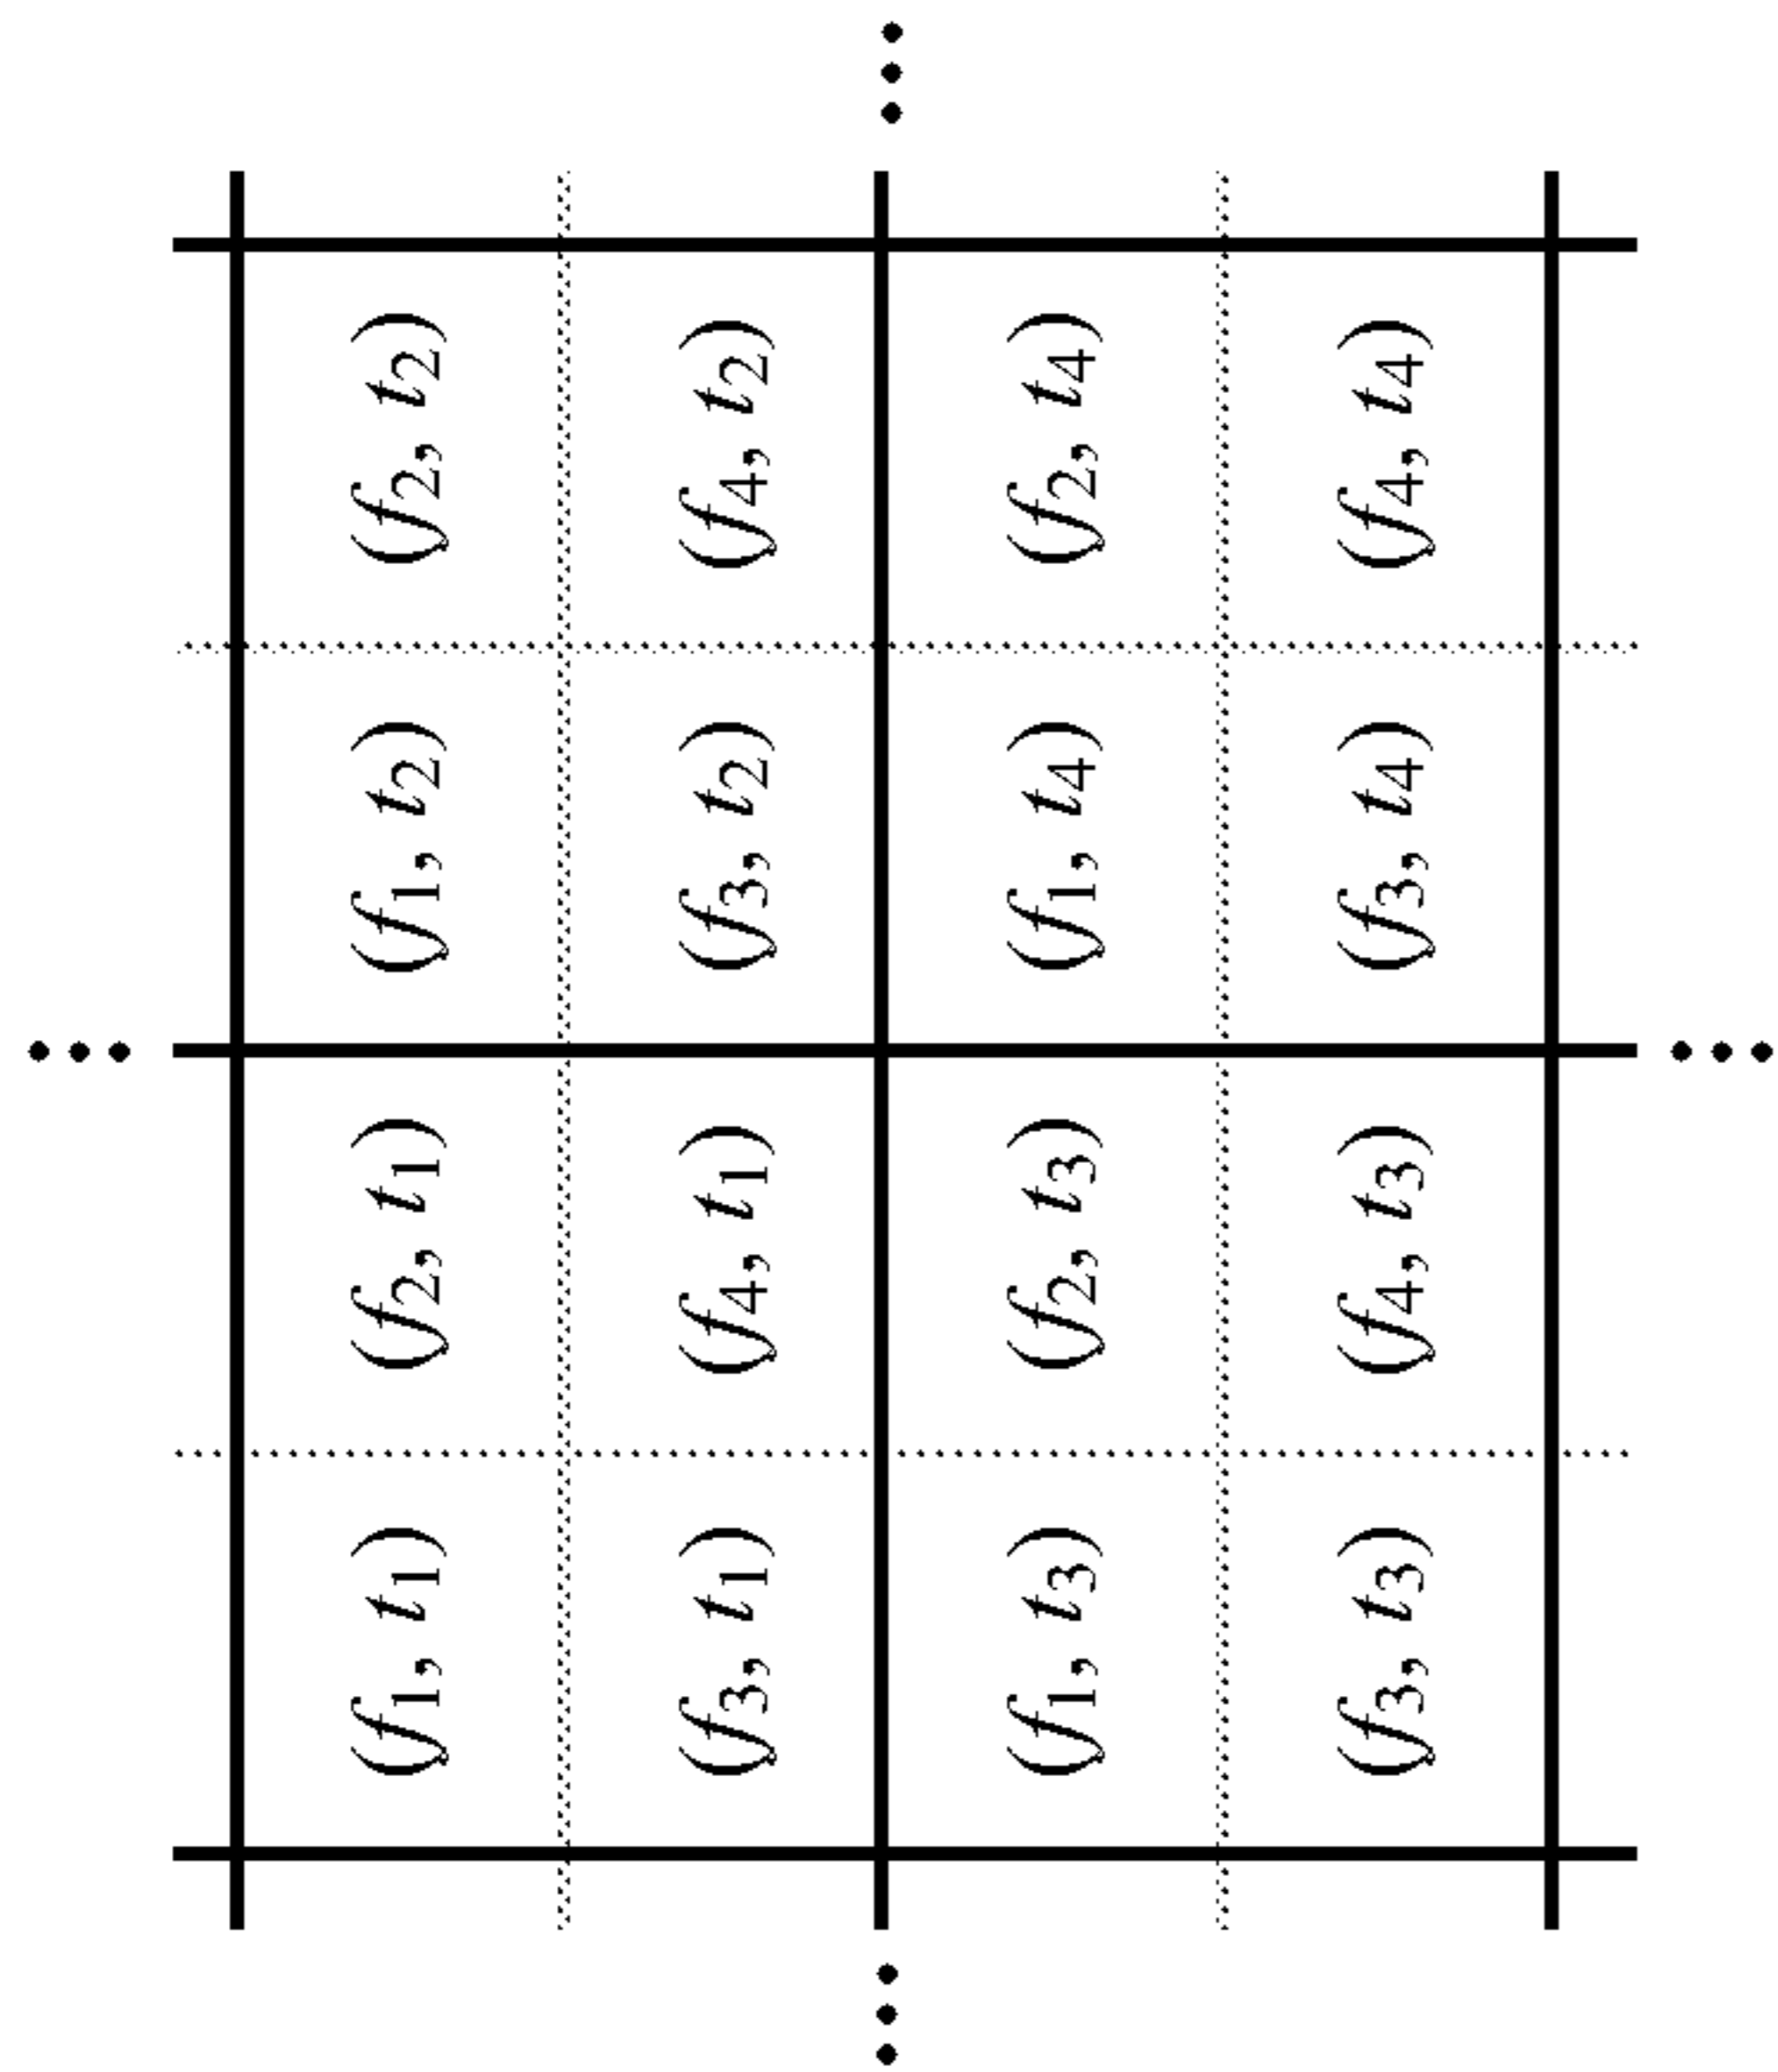 (f1, t1) (f2, t1) (f1, t2) (f2, t2)
(f3, t1) (f4, t1) (f3, t2) (f4, t2)
(f1, t3) (f2, t3) (f1, t4) (f2, t4)
(f3, t3) (f4, t3) (f3, t4) (f4, t4)